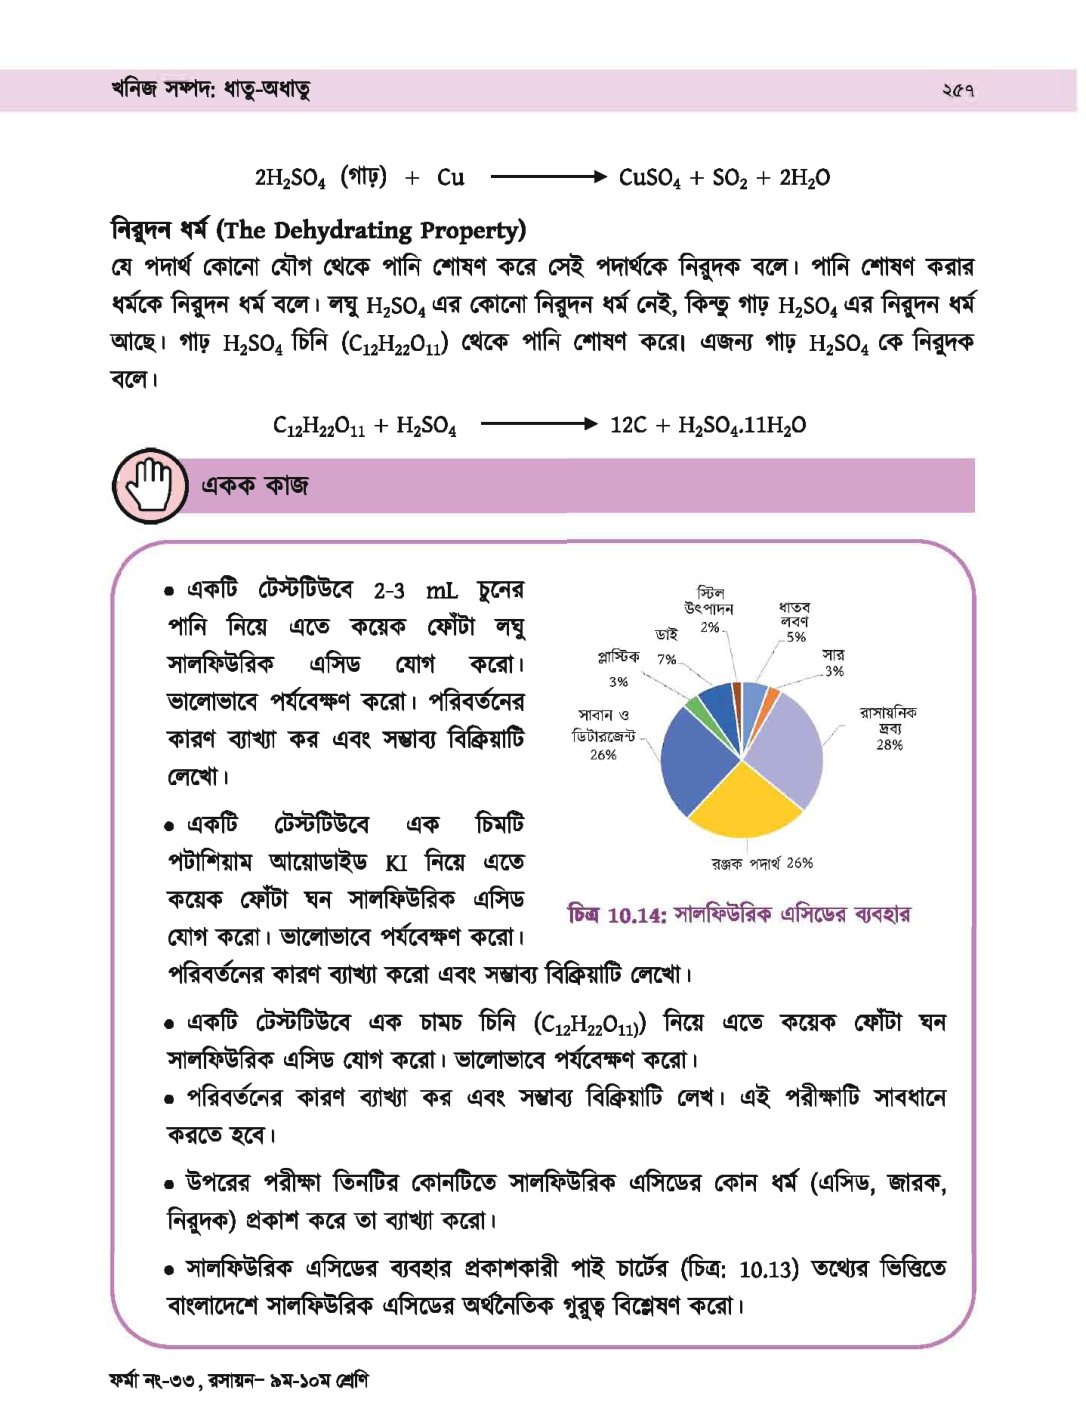 খনিজ সম্পদ: ধাতু-অধাতু ২৫৭
2H₂SO₄ (গাঢ়) + Cu ⟶ CuSO₄ + SO₂ + 2H₂O
নিরুদন ধর্ম (The Dehydrating Property)
যে পদার্থ কোনো যৌগ থেকে পানি শোষণ করে সেই পদার্থকে নিরুদক বলে। পানি শোষণ করার
ধর্মকে নিরুদন ধর্ম বলে। লঘু H₂SO₄ এর কোনো নিরুদন ধর্ম নেই, কিন্তু গাঢ় H₂SO₄ এর নিরুদন ধর্ম
আছে। গাঢ় H₂SO₄ চিনি (C₁₂H₂₂O₁₁) থেকে পানি শোষণ করে। এজন্য গাঢ় H₂SO₄ কে নিরুদক
বলে।
C₁₂H₂₂O₁₁ + H₂SO₄ ⟶ 12C + H₂SO₄.11H₂O
একক কাজ
• একটি টেস্টটিউবে 2-3 mL চুনের
পানি নিয়ে এতে কয়েক ফোঁটা লঘু
সালফিউরিক এসিড যোগ করো।
ভালোভাবে পর্যবেক্ষণ করো। পরিবর্তনের
কারণ ব্যাখ্যা কর এবং সম্ভাব্য বিক্রিয়াটি
লেখো।
• একটি টেস্টটিউবে এক চিমটি
পটাশিয়াম আয়োডাইড KI নিয়ে এতে
কয়েক ফোঁটা ঘন সালফিউরিক এসিড
যোগ করো। ভালোভাবে পর্যবেক্ষণ করো।
পরিবর্তনের কারণ ব্যাখ্যা করো এবং সম্ভাব্য বিক্রিয়াটি লেখো।
স্টিল
উৎপাদন
2%
ধাতব
লবণ
5%
ডাই
7%
সার
3%
প্লাস্টিক
3%
রাসায়নিক
দ্রব্য
28%
সাবান ও
ডিটারজেন্ট
26%
রঞ্জক পদার্থ 26%
চিত্র 10.14: সালফিউরিক এসিডের ব্যবহার
• একটি টেস্টটিউবে এক চামচ চিনি (C₁₂H₂₂O₁₁)) নিয়ে এতে কয়েক ফোঁটা ঘন
সালফিউরিক এসিড যোগ করো। ভালোভাবে পর্যবেক্ষণ করো।
• পরিবর্তনের কারণ ব্যাখ্যা কর এবং সম্ভাব্য বিক্রিয়াটি লেখ। এই পরীক্ষাটি সাবধানে
করতে হবে।
• উপরের পরীক্ষা তিনটির কোনটিতে সালফিউরিক এসিডের কোন ধর্ম (এসিড, জারক,
নিরুদক) প্রকাশ করে তা ব্যাখ্যা করো।
• সালফিউরিক এসিডের ব্যবহার প্রকাশকারী পাই চার্টের (চিত্র: 10.13) তথ্যের ভিত্তিতে
বাংলাদেশে সালফিউরিক এসিডের অর্থনৈতিক গুরুত্ব বিশ্লেষণ করো।
ফর্মা নং-৩৩, রসায়ন– ৯ম-১০ম শ্রেণি